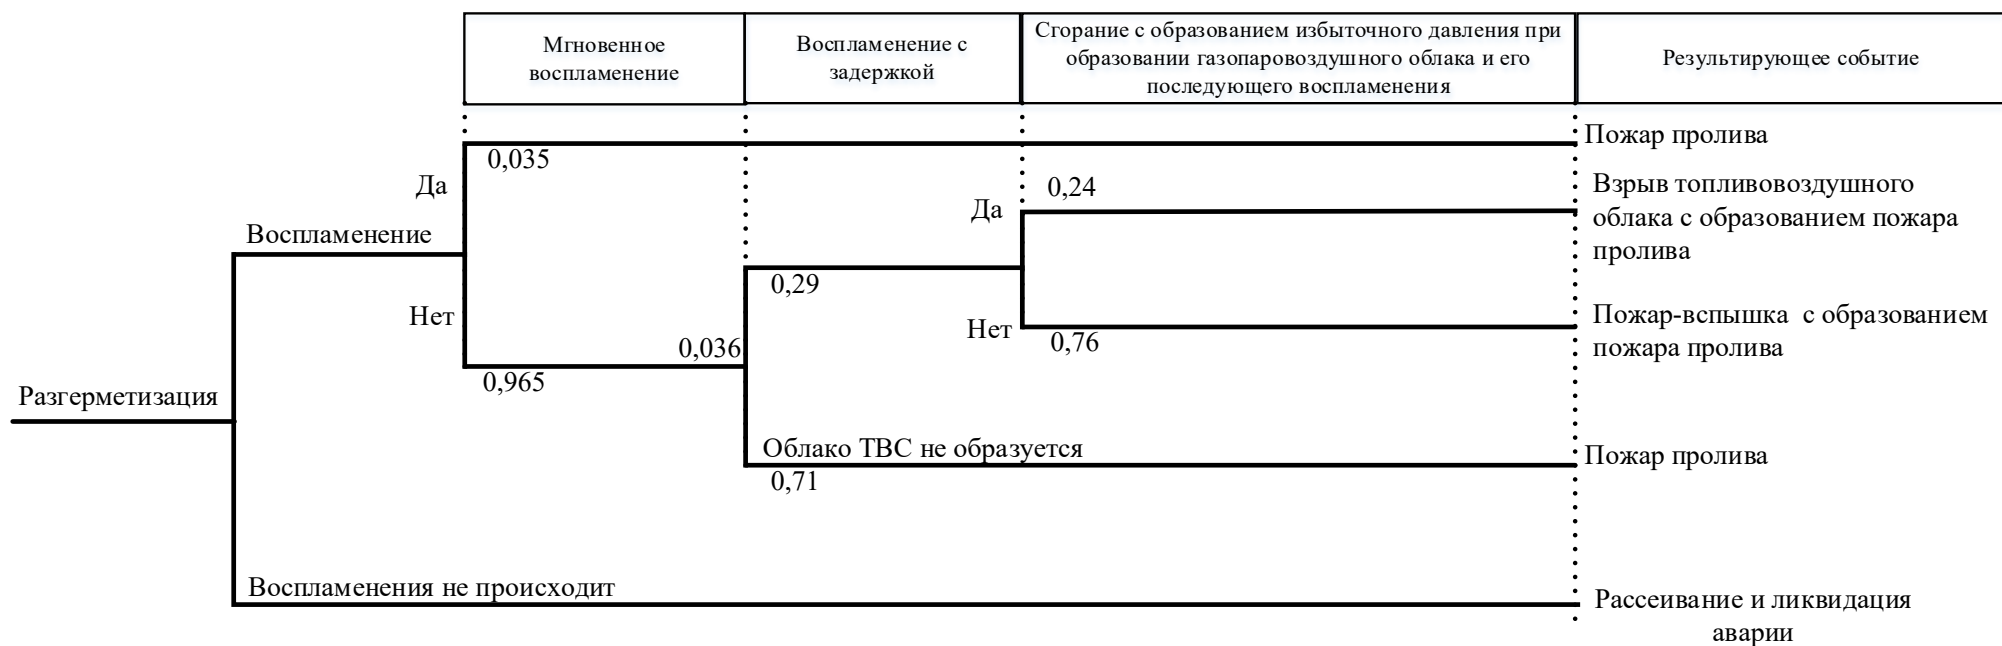 Мгновенное
воспламенение
Воспламенение с
задержкой
Сгорание с образованием избыточного давления при
образовании газопаровоздушного облака и его
последующего воспламенения
Результирующее событие
Пожар пролива
0,035
Да
0,24
Взрыв топливовоздушного
облака с образованием пожара
пролива
Да
Воспламенение
0,29
Нет
Нет
0,76
Пожар-вспышка с образованием
пожара пролива
0,036
0,965
Разгерметизация
Облако ТВС не образуется
0,71
Пожар пролива
Воспламенения не происходит
Рассеивание и ликвидация
аварии